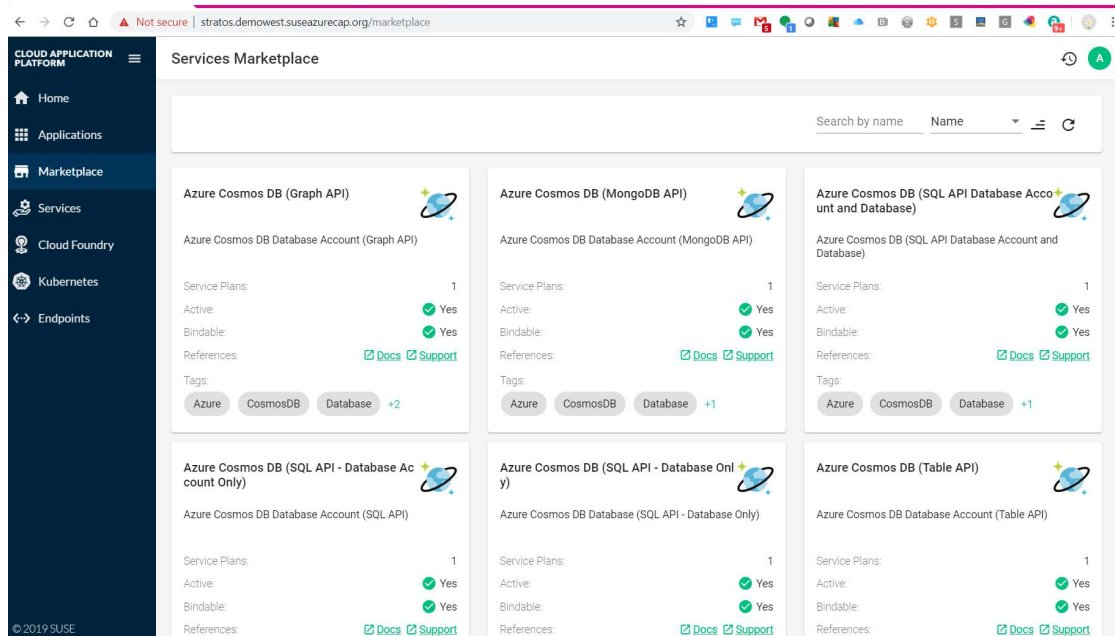 Not secure | stratos.demowest.suseazurecap.org/marketplace
CLOUD APPLICATION
PLATFORM
Services Marketplace
A
Home
Applications
Marketplace
Services
Cloud Foundry
Kubernetes
Endpoints
© 2019 SUSE
Search by name
Name
Azure Cosmos DB (Graph API)
Azure Cosmos DB Database Account (Graph API)
Service Plans: 1
Active: Yes
Bindable: Yes
References: Docs Support
Tags:
Azure CosmosDB Database +2
Azure Cosmos DB (MongoDB API)
Azure Cosmos DB Database Account (MongoDB API)
Service Plans: 1
Active: Yes
Bindable: Yes
References: Docs Support
Tags:
Azure CosmosDB Database +1
Azure Cosmos DB (SQL API Database Acco
unt and Database)
Azure Cosmos DB (SQL API Database Account and
Database)
Service Plans: 1
Active: Yes
Bindable: Yes
References: Docs Support
Tags:
Azure CosmosDB Database +1
Azure Cosmos DB (SQL API - Database Ac
count Only)
Azure Cosmos DB Database Account (SQL API)
Service Plans: 1
Active: Yes
Bindable: Yes
References: Docs Support
Azure Cosmos DB (SQL API - Database Onl
y)
Azure Cosmos DB Database (SQL API - Database Only)
Service Plans: 1
Active: Yes
Bindable: Yes
References: Docs Support
Azure Cosmos DB (Table API)
Azure Cosmos DB Database Account (Table API)
Service Plans: 1
Active: Yes
Bindable: Yes
References: Docs Support